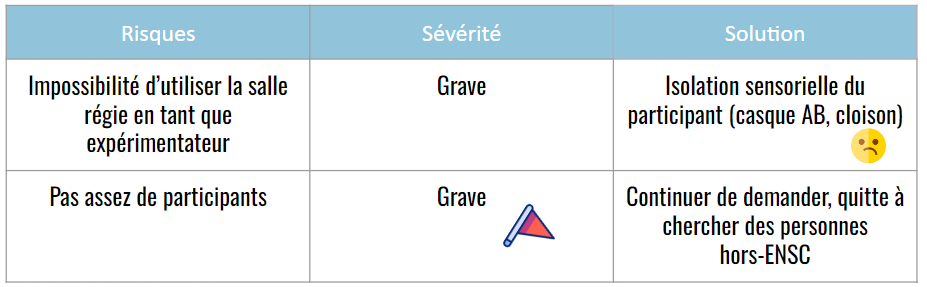 Risques
Sévérité
Solution
Impossibilité d’utiliser la salle
régie en tant que
expérimentateur
Grave
Isolation sensorielle du
participant (casque AB, cloison)
Pas assez de participants
Grave
Continuer de demander, quitte à
chercher des personnes
hors-ENSC